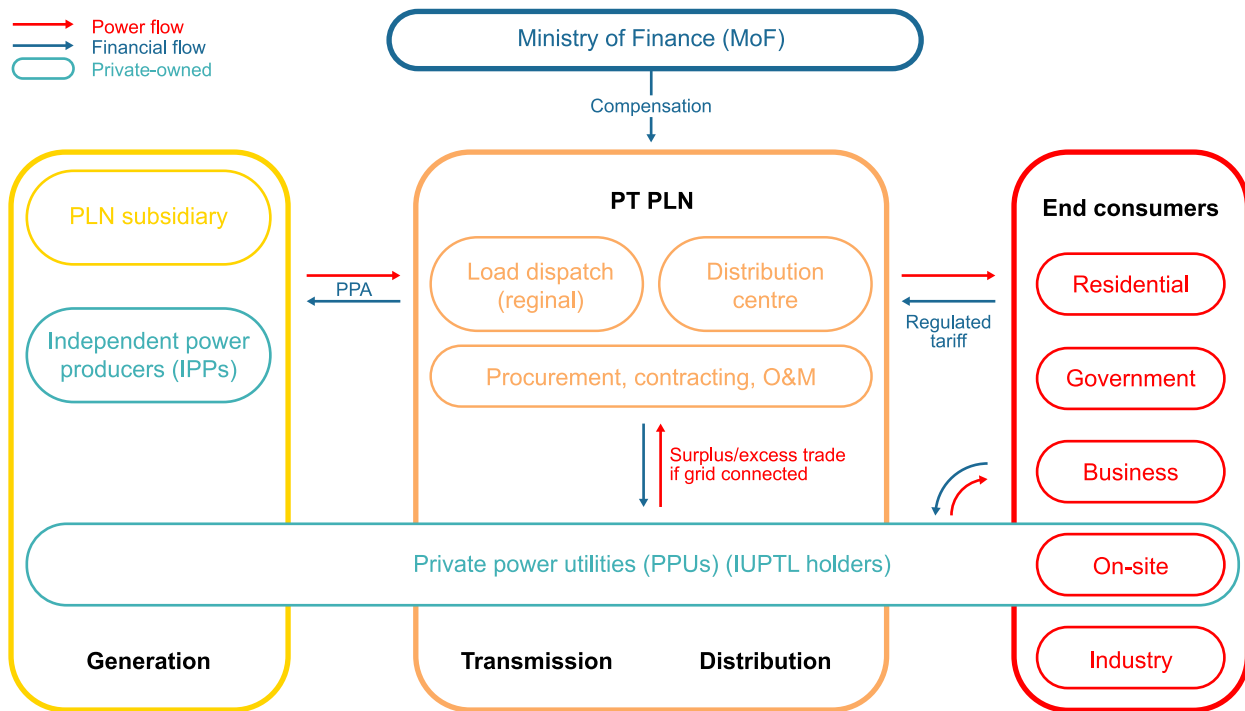 Power flow
Financial flow
Private-owned
Ministry of Finance (MoF)
Compensation
PLN subsidiary
Independent power
producers (IPPs)
PPA
PT PLN
Load dispatch
(reginal)
Distribution
centre
Procurement, contracting, O&M
Surplus/excess trade
if grid connected
Regulated
tariff
End consumers
Residential
Government
Business
Private power utilities (PPUs) (IUPTL holders)
On-site
Industry
Generation
Transmission
Distribution